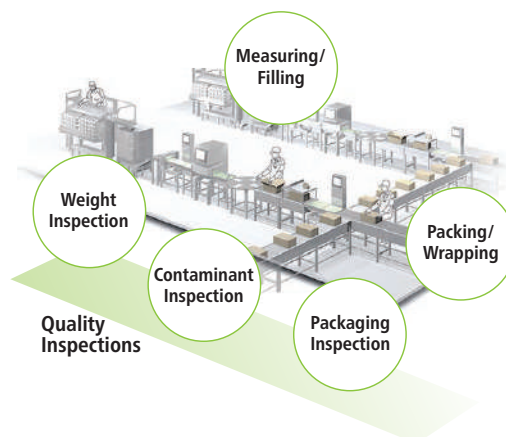 Measuring/
Filling
Weight
Inspection
Contaminant
Inspection
Packing/
Wrapping
Packaging
Inspection
Quality
Inspections